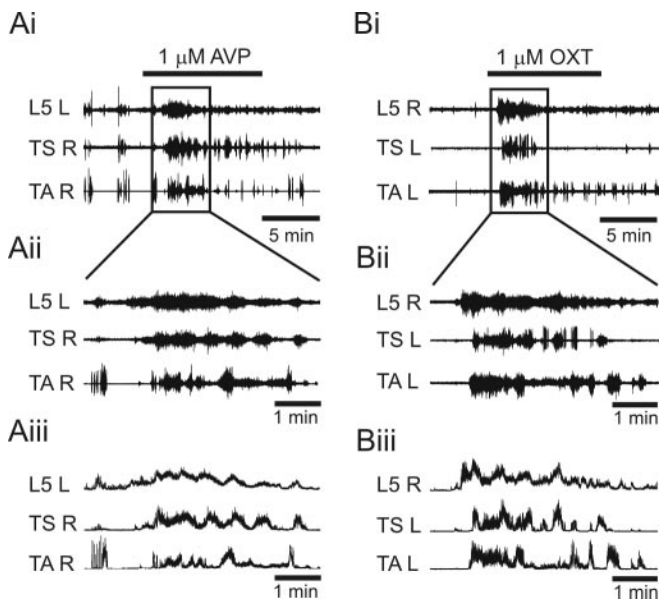 Ai
1 μM AVP
L5 L
TS R
TA R
5 min
Aii
L5 L
TS R
TA R
1 min
Aiii
L5 L
TS R
TA R
1 min
Bi
1 μM OXT
L5 R
TS L
TA L
5 min
Bii
L5 R
TS L
TA L
1 min
Biii
L5 R
TS L
TA L
1 min